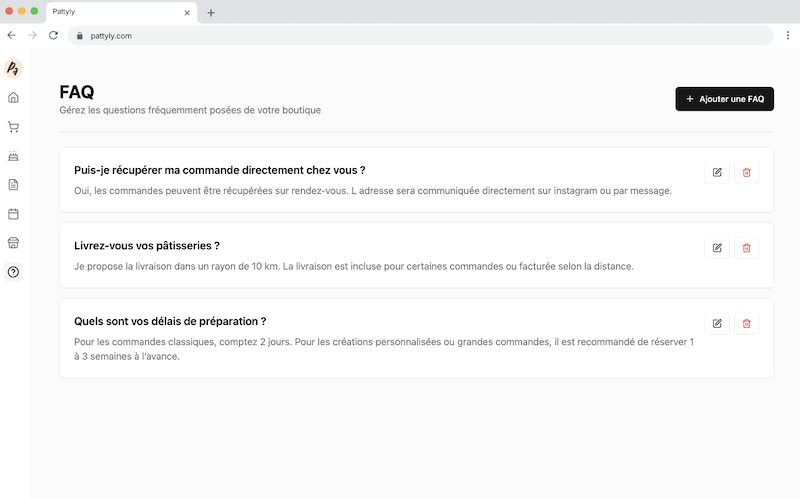 Pattyly
pattyly.com
FAQ
Gérez les questions fréquemment posées de votre boutique
Ajouter une FAQ
Puis-je récupérer ma commande directement chez vous ?
Oui, les commandes peuvent être récupérées sur rendez-vous. L adresse sera communiquée directement sur instagram ou par message.
Livrez-vous vos pâtisseries ?
Je propose la livraison dans un rayon de 10 km. La livraison est incluse pour certaines commandes ou facturée selon la distance.
Quels sont vos délais de préparation ?
Pour les commandes classiques, comptez 2 jours. Pour les créations personnalisées ou grandes commandes, il est recommandé de réserver 1
à 3 semaines à l'avance.